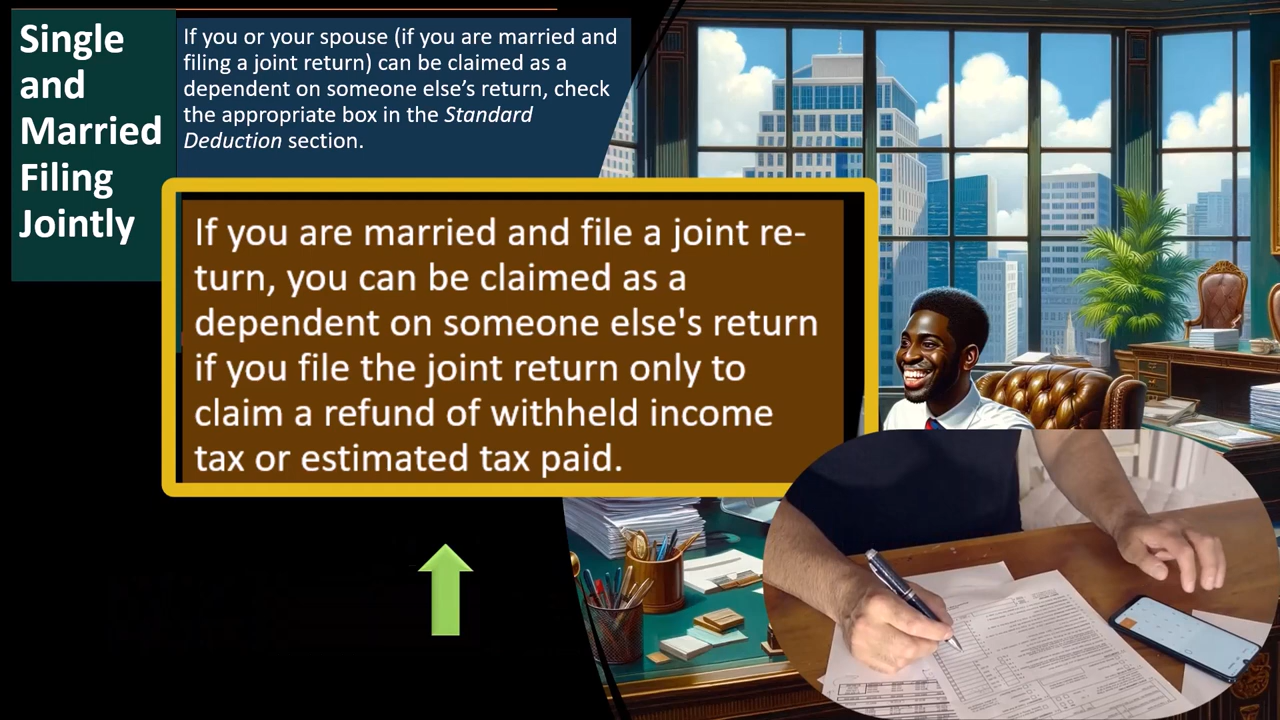 Single
and
Married
Filing
Jointly
If you or your spouse (if you are married and
filing a joint return) can be claimed as a
dependent on someone else’s return, check
the appropriate box in the Standard
Deduction section.
If you are married and file a joint re-
turn, you can be claimed as a
dependent on someone else's return
if you file the joint return only to
claim a refund of withheld income
tax or estimated tax paid.